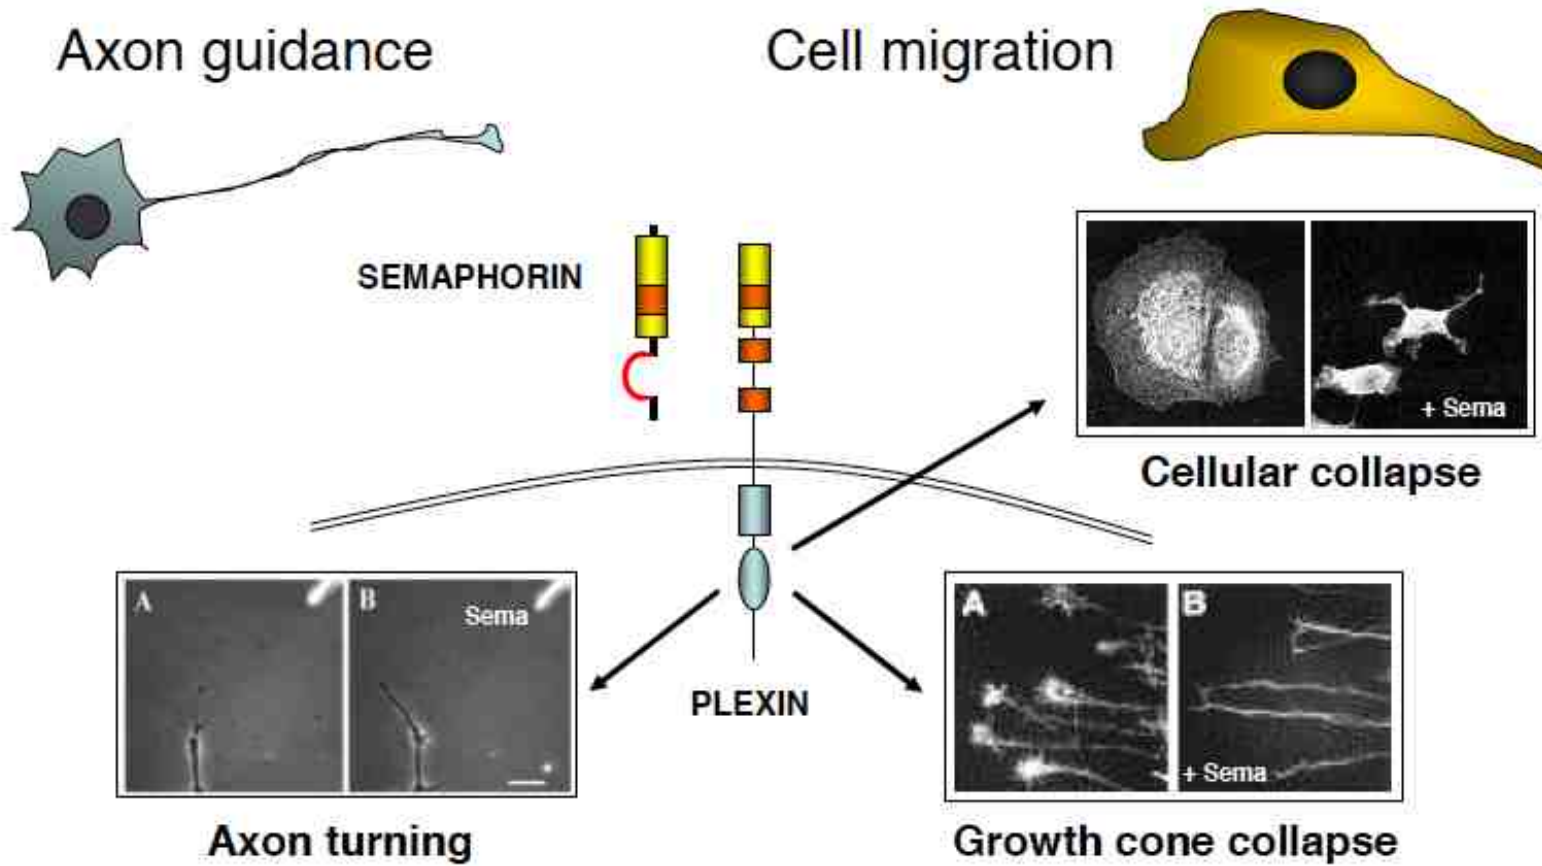 Axon guidance
Cell migration
SEMAPHORIN
+ Sema
Cellular collapse
A
B
Sema
PLEXIN
A
B
+ Sema
Axon turning
Growth cone collapse